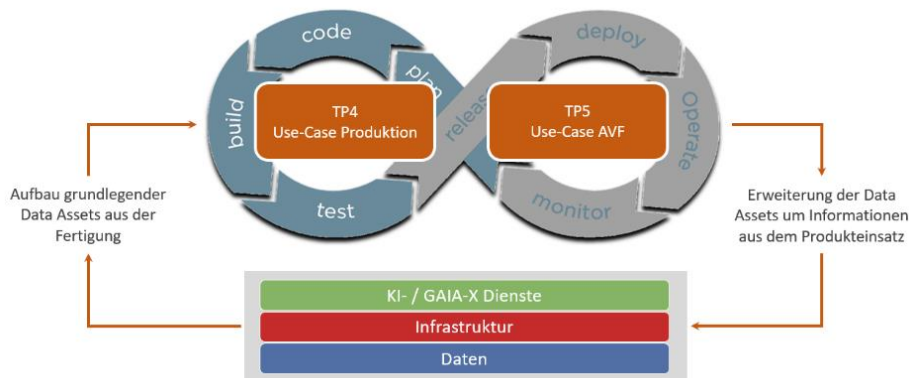 code
plan
build
test
release
deploy
Operate
monitor
TP4
Use-Case Produktion
TP5
Use-Case AVF
Aufbau grundlegender
Data Assets aus der
Fertigung
Erweiterung der Data
Assets um Informationen
aus dem Produkteinsatz
KI- / GAIA-X Dienste
Infrastruktur
Daten